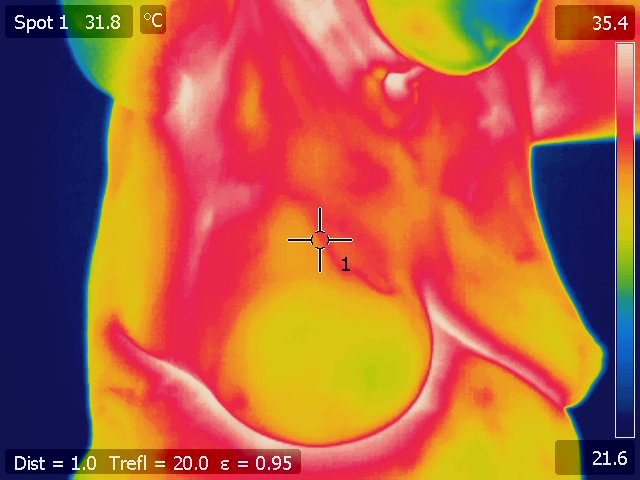 Spot 1 31.8 °C
35.4
1
21.6
Dist = 1.0 Trefl = 20.0 ε = 0.95